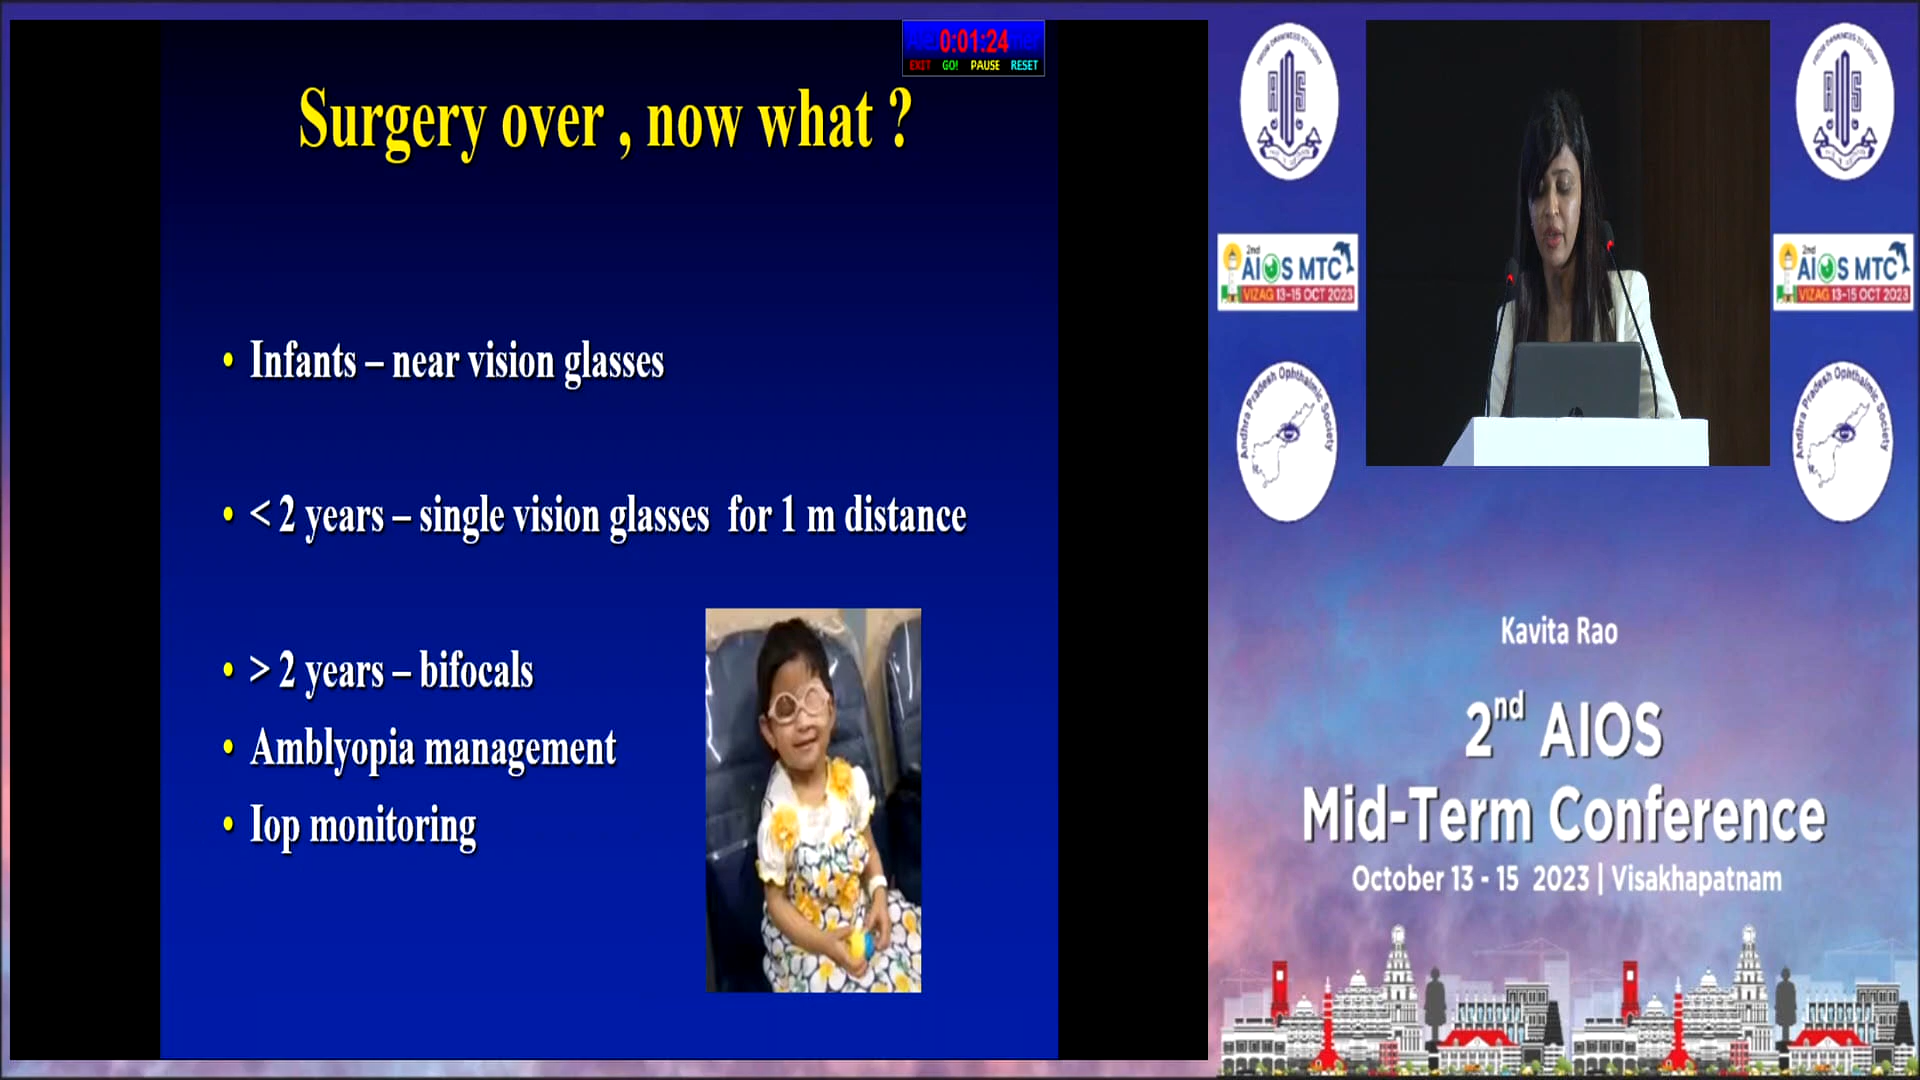 0:01:24
EXIT GO! PAUSE RESET
Surgery over , now what ?
• Infants – near vision glasses
• < 2 years – single vision glasses for 1 m distance
• > 2 years – bifocals
• Amblyopia management
• Iop monitoring
2nd
AIOS MTC
VIZAG 13-15 OCT 2023
Andhra Pradesh Ophthalmic Society
2nd
AIOS MTC
VIZAG 13-15 OCT 2023
Andhra Pradesh Ophthalmic Society
Kavita Rao
2nd AIOS
Mid-Term Conference
October 13 - 15 2023 | Visakhapatnam